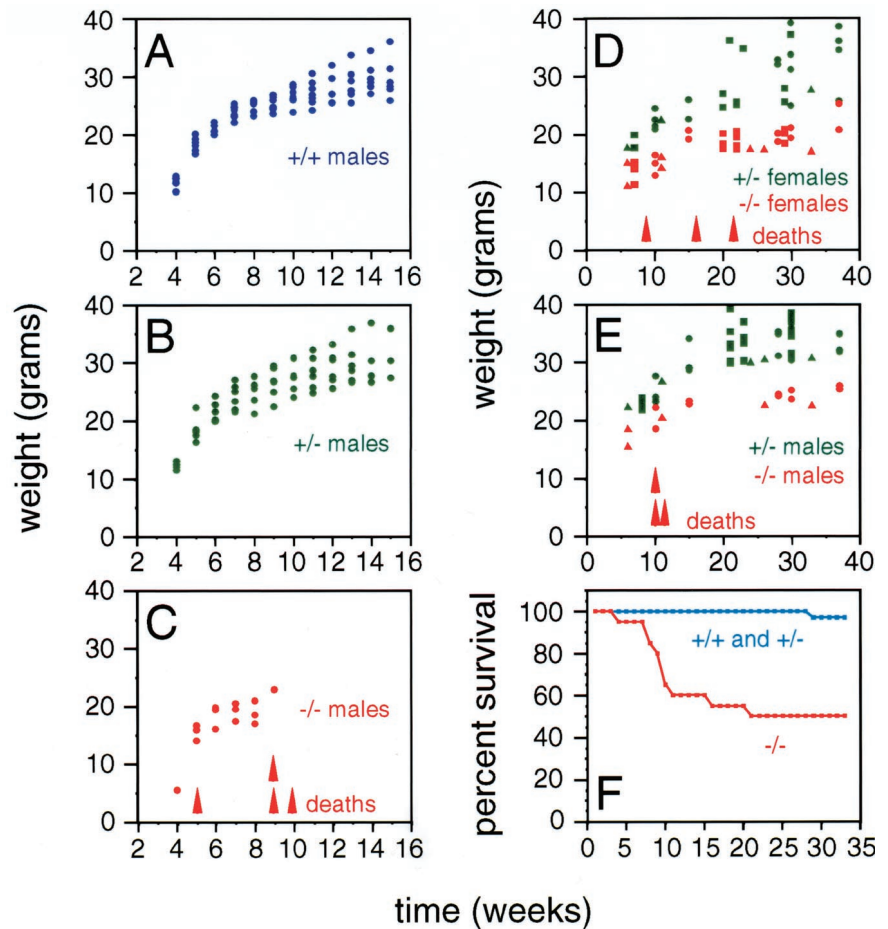 A
40
30
20
10
0
+/+ males
2 4 6 8 10 12 14 16
B
40
30
20
10
0
+/- males
2 4 6 8 10 12 14 16
C
40
30
20
10
0
-/- males
deaths
2 4 6 8 10 12 14 16
weight (grams)
D
40
30
20
10
0
+/- females
-/- females
deaths
0 10 20 30 40
E
40
30
20
10
0
+/- males
-/- males
deaths
0 10 20 30 40
weight (grams)
100
80
60
40
20
0
+/+ and +/-
-/-
F
0 5 10 15 20 25 30 35
percent survival
time (weeks)